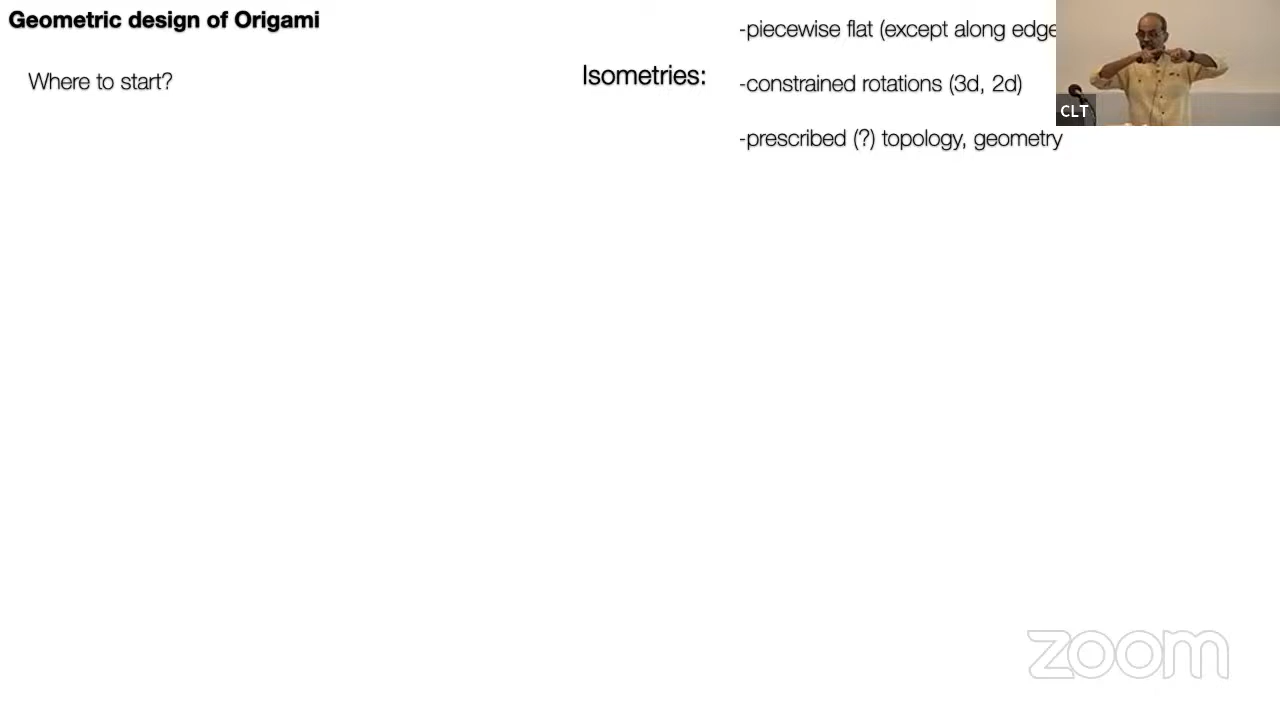 Geometric design of Origami
Where to start?
Isometries:
-piecewise flat (except along edge
-constrained rotations (3d, 2d)
-prescribed (?) topology, geometry
CLT
zoom